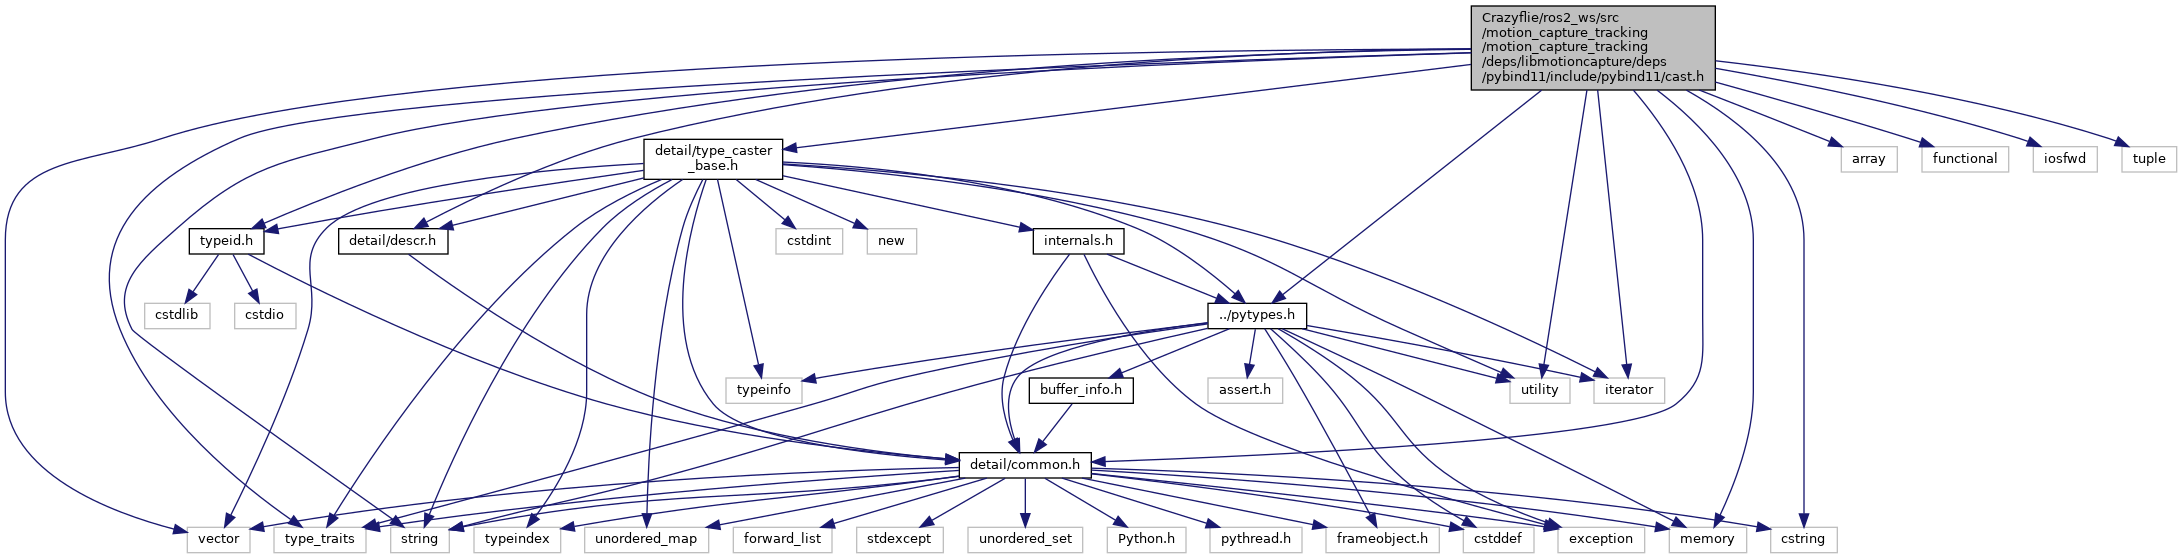 Crazyflie/ros2_ws/src
/motion_capture_tracking
/motion_capture_tracking
/deps/libmotioncapture/deps
/pybind11/include/pybind11/cast.h
detail/type_caster
_base.h
array
functional
iosfwd
tuple
typeid.h
detail/descr.h
cstdint
new
internals.h
cstdlib
cstdio
../pytypes.h
typeinfo
buffer_info.h
assert.h
utility
iterator
detail/common.h
vector
type_traits
string
typeindex
unordered_map
forward_list
stdexcept
unordered_set
Python.h
pythread.h
frameobject.h
cstddef
exception
memory
cstring